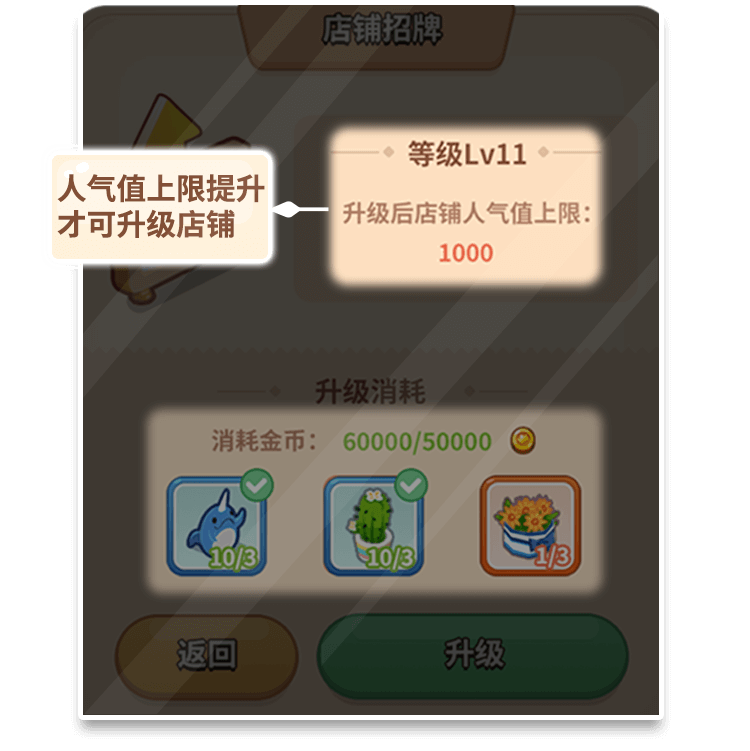 店铺招牌
等级Lv11
人气值上限提升
才可升级店铺
升级后店铺人气值上限：
1000
升级消耗
消耗金币： 60000/50000
10/3 10/3 1/3
返回 升级